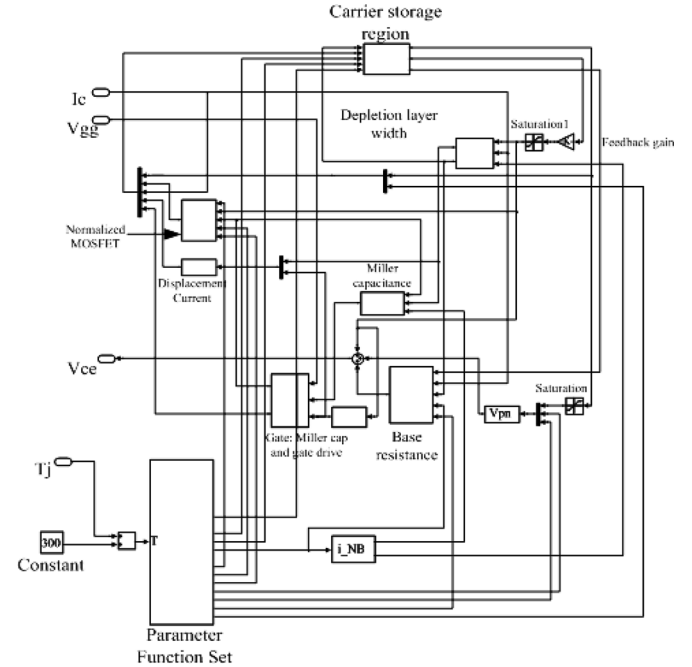 Carrier storage
region
Ic
Vgg
Depletion layer
width
Saturation1
Feedback gain
Normalized
MOSFET
Displacement
Current
Miller
capacitance
Vce
Saturation
Vpn
Gate: Miller cap
and gate drive
Base
resistance
Tj
300
T
i_NB
Constant
Parameter
Function Set